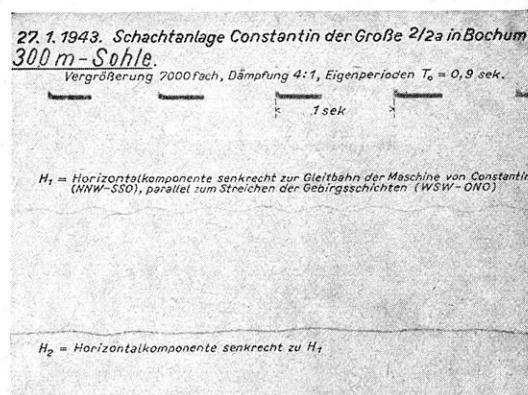 27. 1. 1943. Schachtanlage Constantin der Große 2/2a in Bochum
300 m-Sohle.
Vergrößerung 7000fach, Dämpfung 4:1, Eigenperioden T₀ = 0,9 sek.
1 sek
H₁ = Horizontalkomponente senkrecht zur Gleitbahn der Maschine von Constantin
(NNW-SSO), parallel zum Streichen der Gebirgsschichten (WSW-ONO)
H₂ = Horizontalkomponente senkrecht zu H₁